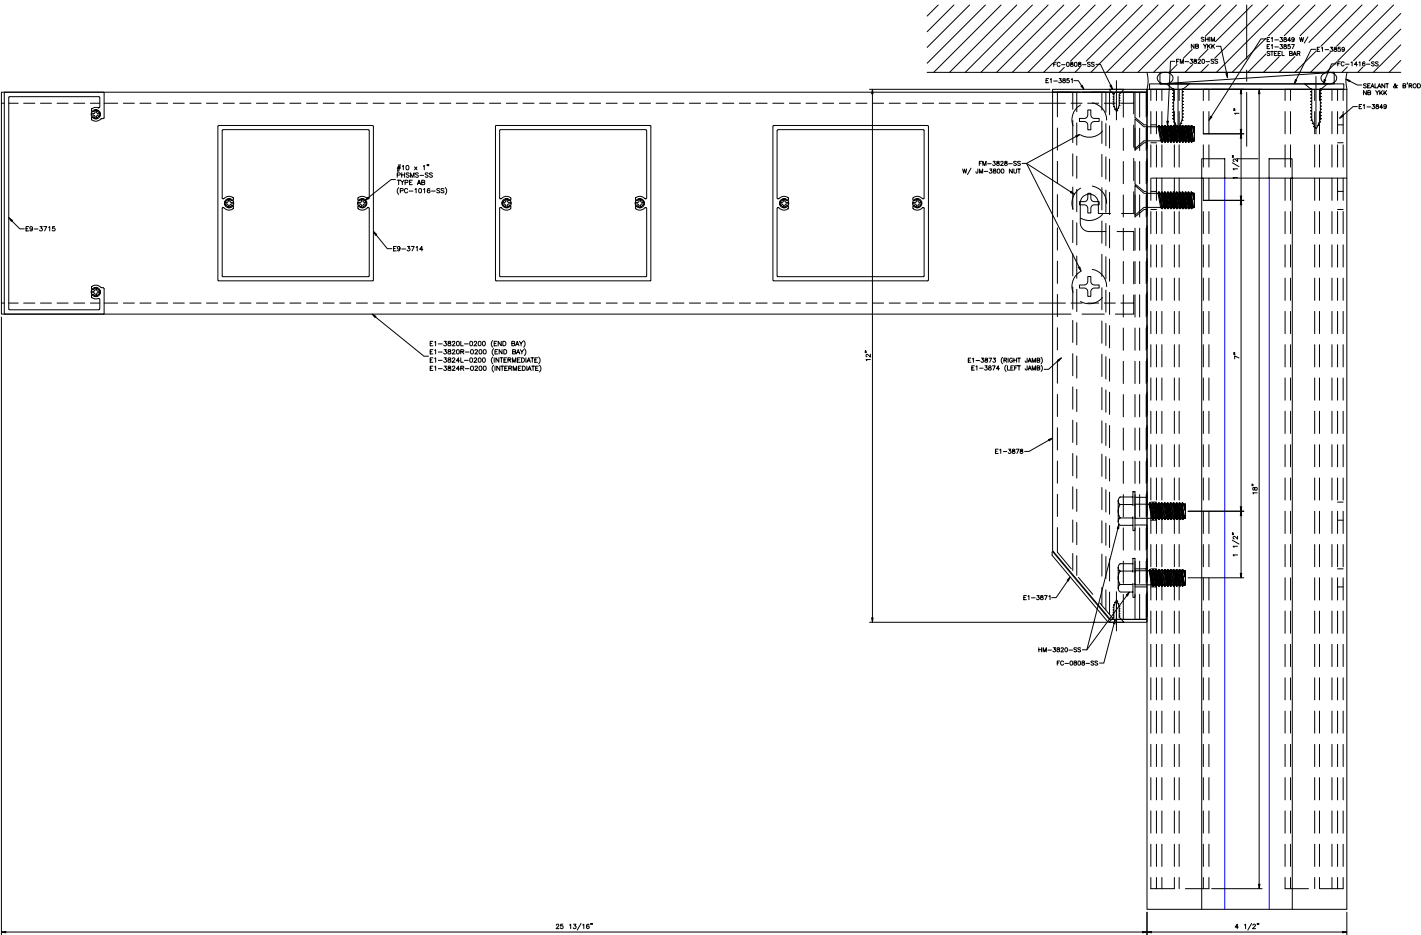 SHIM
NB YKK
E1-3849 W/
E1-3857
STEEL BAR
E1-3859
FC-0808-SS
FM-3820-SS
FC-1416-SS
E1-3851
SEALANT & B'ROD
NB YKK
E1-3849
1"
1 1/2"
#10 x 1"
PHSMS-SS
TYPE AB
(PC-1016-SS)
FM-3828-SS
W/ JM-3800 NUT
E9-3715
E9-3714
E1-3820L-0200 (END BAY)
E1-3820R-0200 (END BAY)
E1-3824L-0200 (INTERMEDIATE)
E1-3824R-0200 (INTERMEDIATE)
12"
E1-3873 (RIGHT JAMB)
E1-3874 (LEFT JAMB)
7"
E1-3878
18"
1 1/2"
E1-3871
HM-3820-SS
FC-0808-SS
25 13/16"
4 1/2"